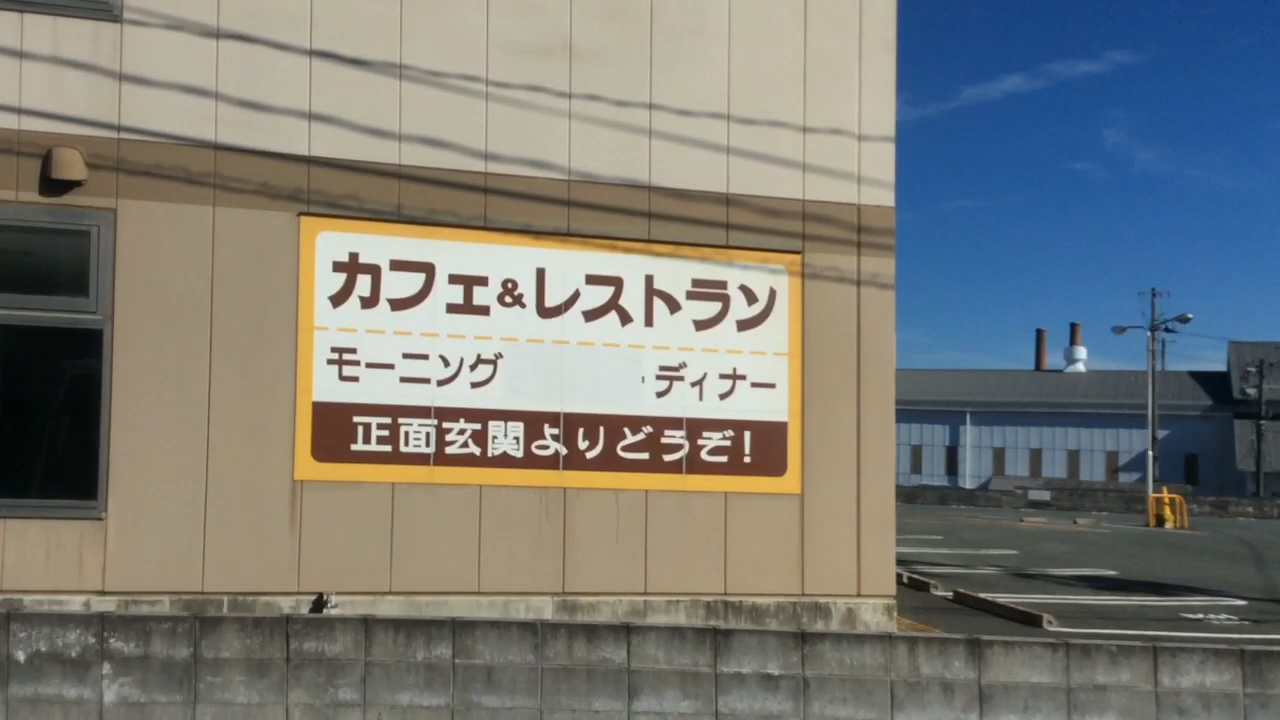 カフェ&レストラン
モーニング ・ディナー
正面玄関よりどうぞ!